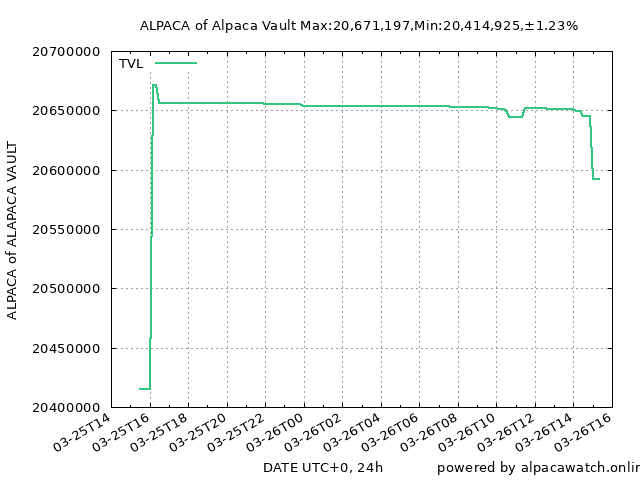 ALPACA of Alpaca Vault Max:20,671,197,Min:20,414,925,±1.23%
TVL
20700000
20650000
20600000
20550000
20500000
20450000
20400000
ALPACA of ALAPACA VAULT
03-25T14
03-25T16
03-25T18
03-25T20
03-25T22
03-26T00
03-26T02
03-26T04
03-26T06
03-26T08
03-26T10
03-26T12
03-26T14
03-26T16
DATE UTC+0, 24h
powered by alpacawatch.onlin